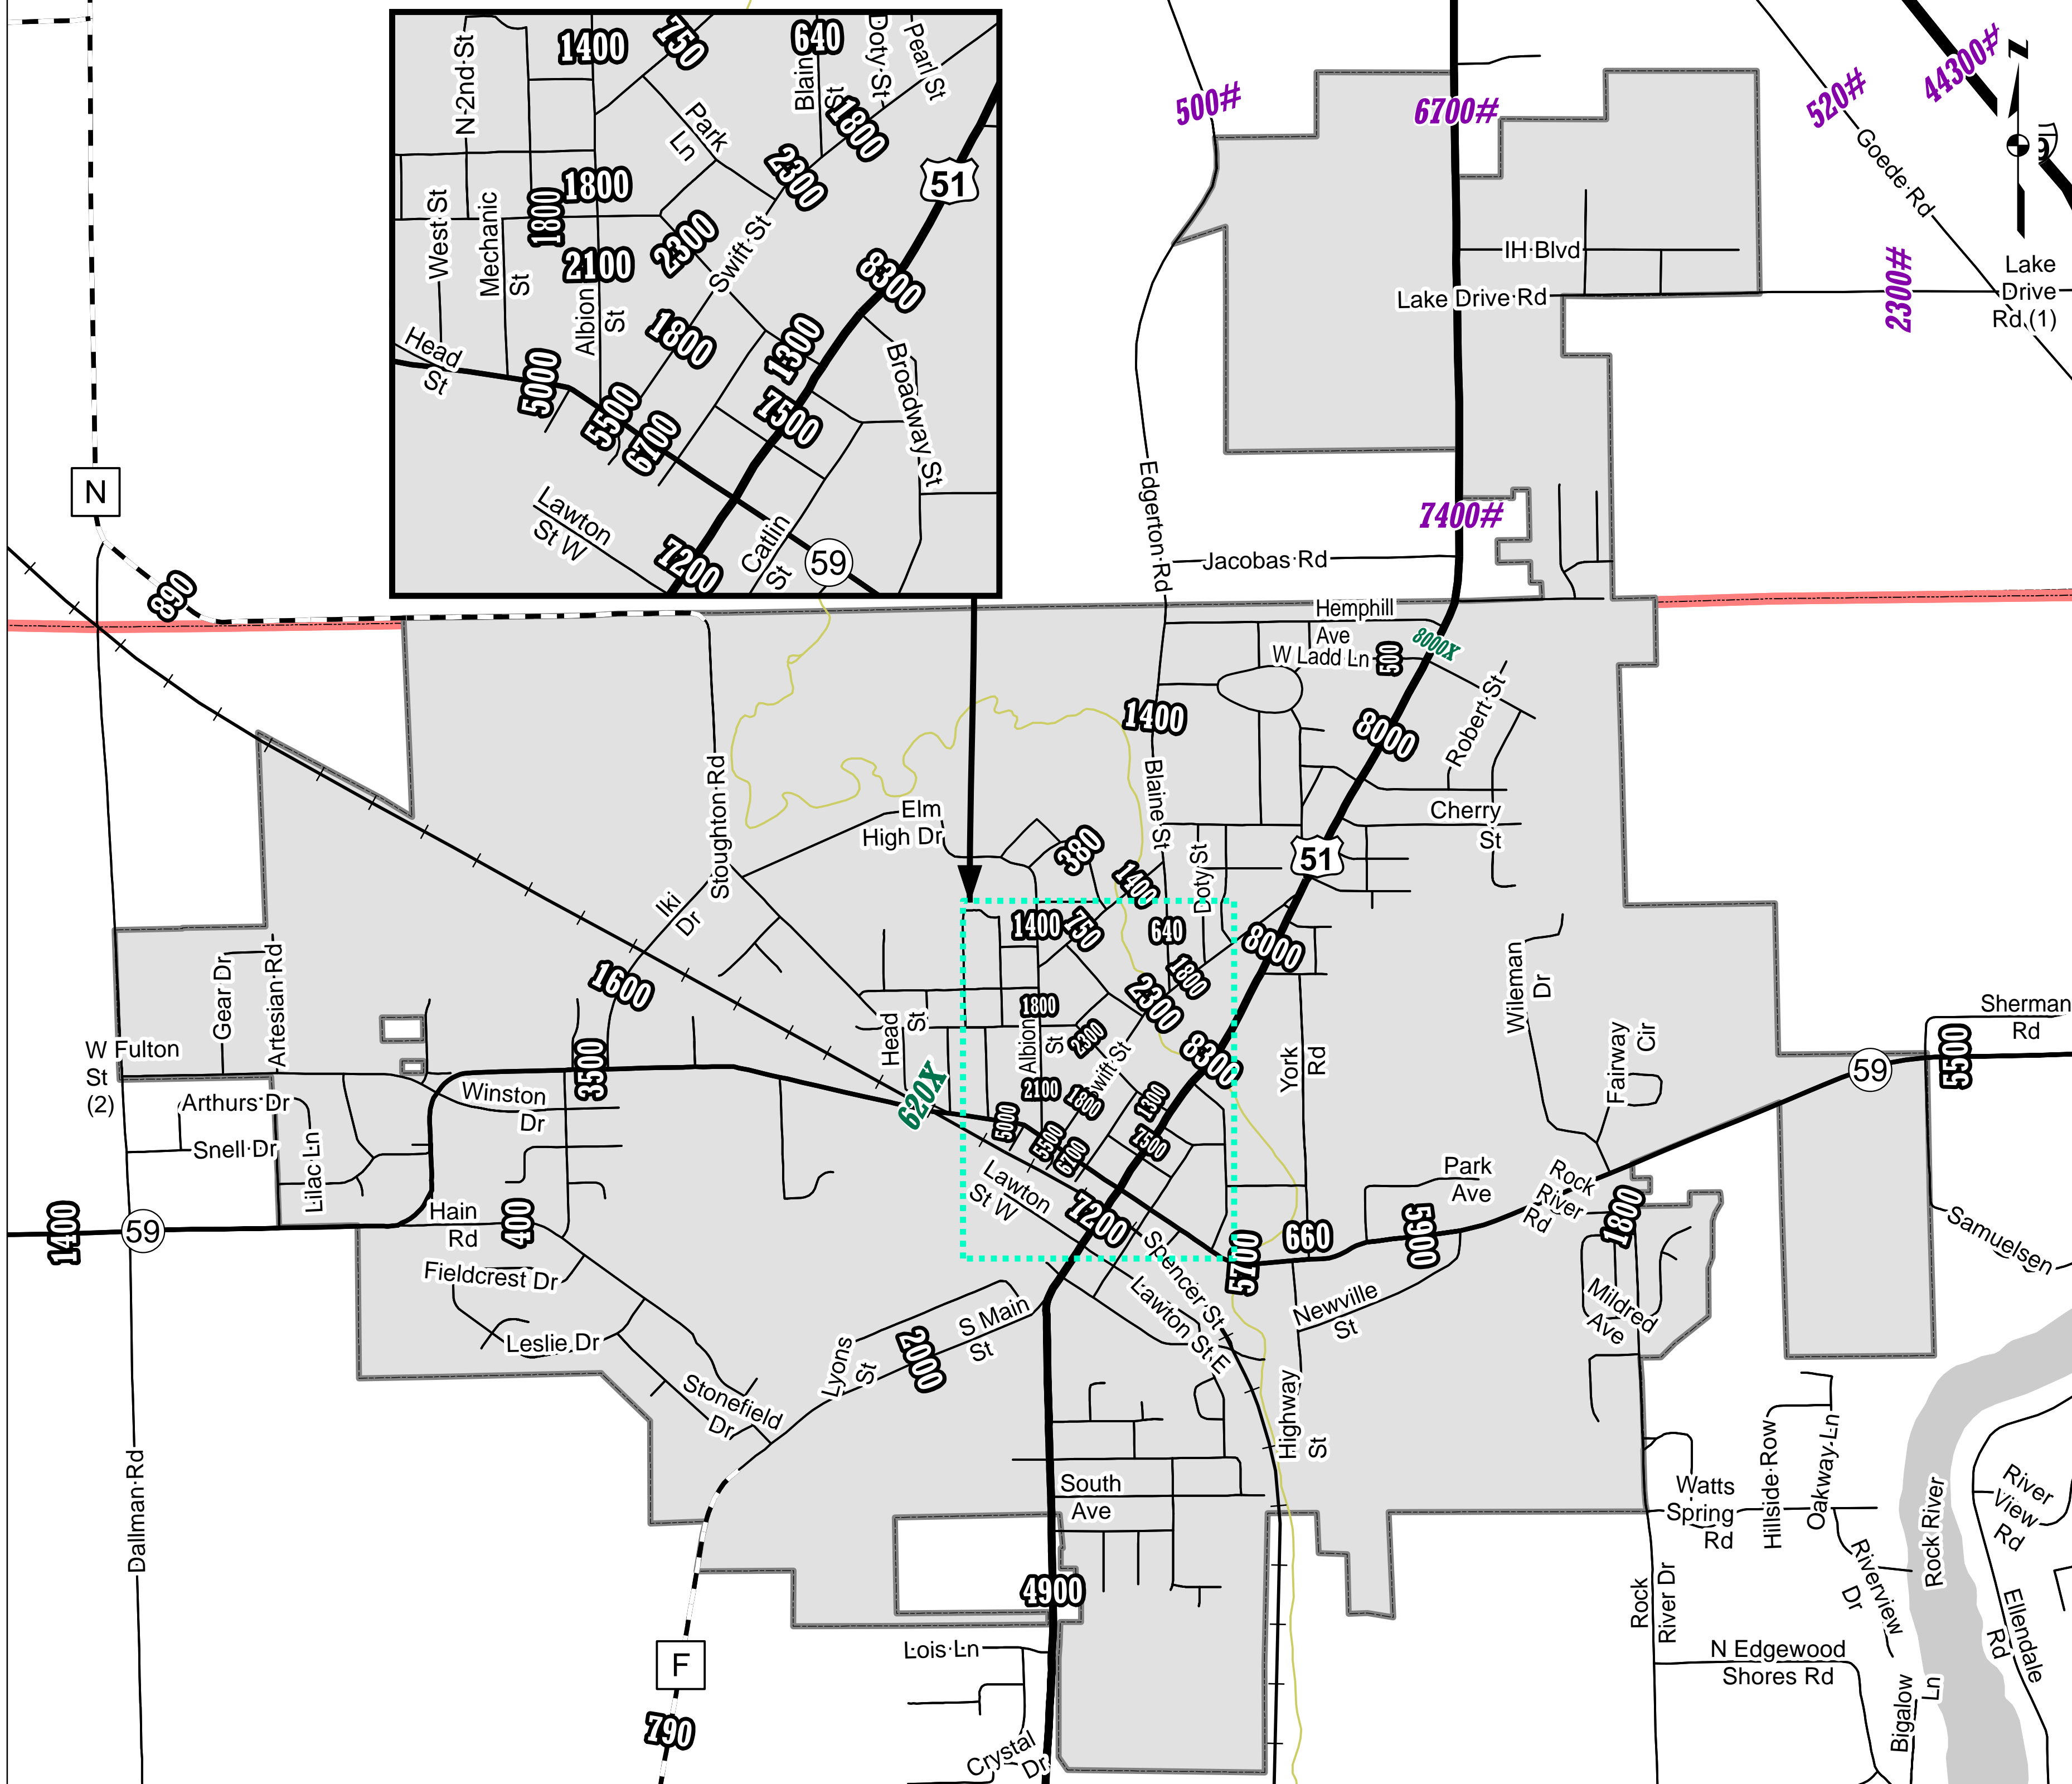 N-2nd St
1400
750
640
Blain
St
Doty St
Pearl St
1800
Park
Ln
2300
51
1800
1800
West St
Mechanic
St
2100
2300
Swift St
8300
Albion
St
1800
1300
Broadway St
Head
St
5000
5500
6700
7500
Lawton
St W
7200
Catlin
St
59
500#
6700#
520#
44300#
N
Goede Rd
IH Blvd
Lake Drive Rd
2300#
Lake
Drive
Rd (1)
N
Edgerton Rd
7400#
Jacobas Rd
890
Hemphill
Ave
8000X
W Ladd Ln
500
1400
8000
Robert St
Stoughton Rd
Blaine St
Elm
High Dr
Cherry
St
380
51
Doty St
1400
Iki
Dr
1400
750
640
8000
1600
1800
2300
Gear Dr
Artesian Rd
Wileman
Dr
Sherman
Rd
1800
Head
St
Albion
St
2300
Swift St
8300
York
Rd
Fairway
Cir
5500
59
W Fulton
St
(2)
3500
620X
Winston
Dr
2100
1800
1300
Arthurs Dr
5000
5500
6700
7500
Snell Dr
Lilac Ln
Lawton
St W
Park
Ave
Rock
River
Rd
1400
59
Hain
Rd
400
7200
660
5900
1800
Samuelsen
Spencer St
5700
Fieldcrest Dr
Lawton St E
Newville
St
Mildred
Ave
Leslie Dr
S Main
St
2000
Lyons
St
Stonefield
Dr
Highway
St
Dallman Rd
South
Ave
Watts
Spring
Rd
Hillside Row
Oakway Ln
Rock River
River
View
Rd
4900
Rock
River Dr
Riverview
Dr
Ellendale
Rd
Lois Ln
F
N Edgewood
Shores Rd
790
Bigalow
Ln
Crystal
Dr